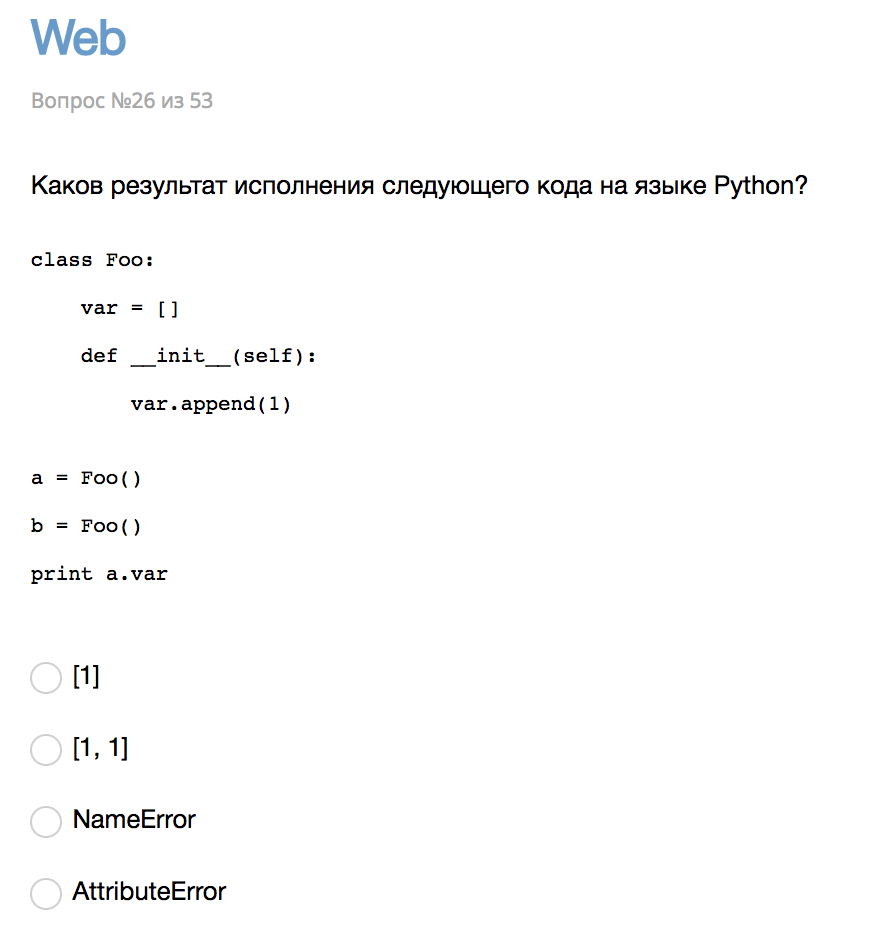 Web
Вопрос №26 из 53
Каков результат исполнения следующего кода на языке Python?
class Foo:
    var = []
    def __init__(self):
        var.append(1)
a = Foo()
b = Foo()
print a.var
[1]
[1, 1]
NameError
AttributeError